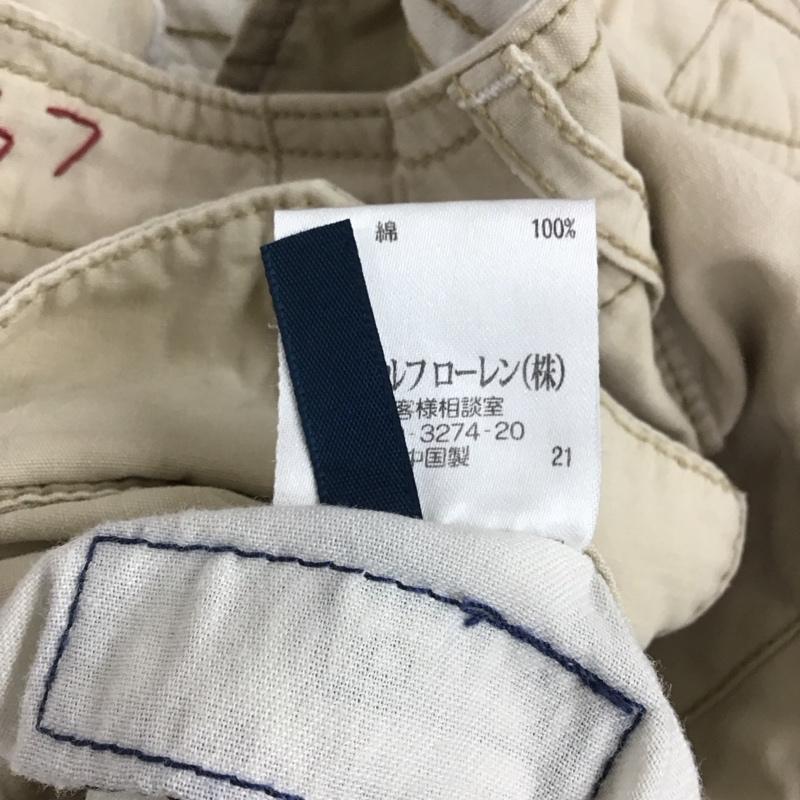 綿 100%
ルフ ローレン(株)
客様相談室
-3274-20
中国製 21